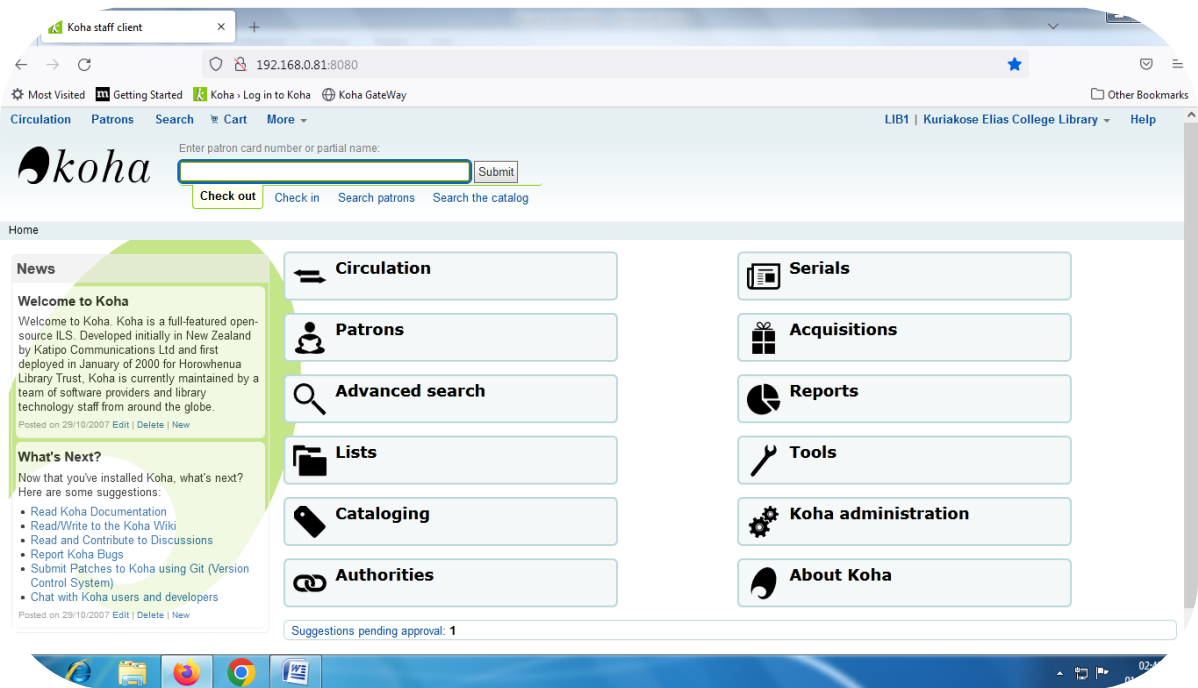 Koha staff client
192.168.0.81:8080
Most Visited Getting Started Koha › Log in to Koha Koha GateWay Other Bookmarks
Circulation Patrons Search Cart More LIB1 | Kuriakose Elias College Library Help
koha
Enter patron card number or partial name:
Submit
Check out Check in Search patrons Search the catalog
Home
News
Welcome to Koha
Welcome to Koha. Koha is a full-featured open-
source ILS. Developed initially in New Zealand
by Katipo Communications Ltd and first
deployed in January of 2000 for Horowhenua
Library Trust, Koha is currently maintained by a
team of software providers and library
technology staff from around the globe.
Posted on 29/10/2007 Edit | Delete | New
What's Next?
Now that you've installed Koha, what's next?
Here are some suggestions:
Read Koha Documentation
Read/Write to the Koha Wiki
Read and Contribute to Discussions
Report Koha Bugs
Submit Patches to Koha using Git (Version
Control System)
Chat with Koha users and developers
Posted on 29/10/2007 Edit | Delete | New
Circulation
Patrons
Advanced search
Lists
Cataloging
Authorities
Serials
Acquisitions
Reports
Tools
Koha administration
About Koha
Suggestions pending approval: 1